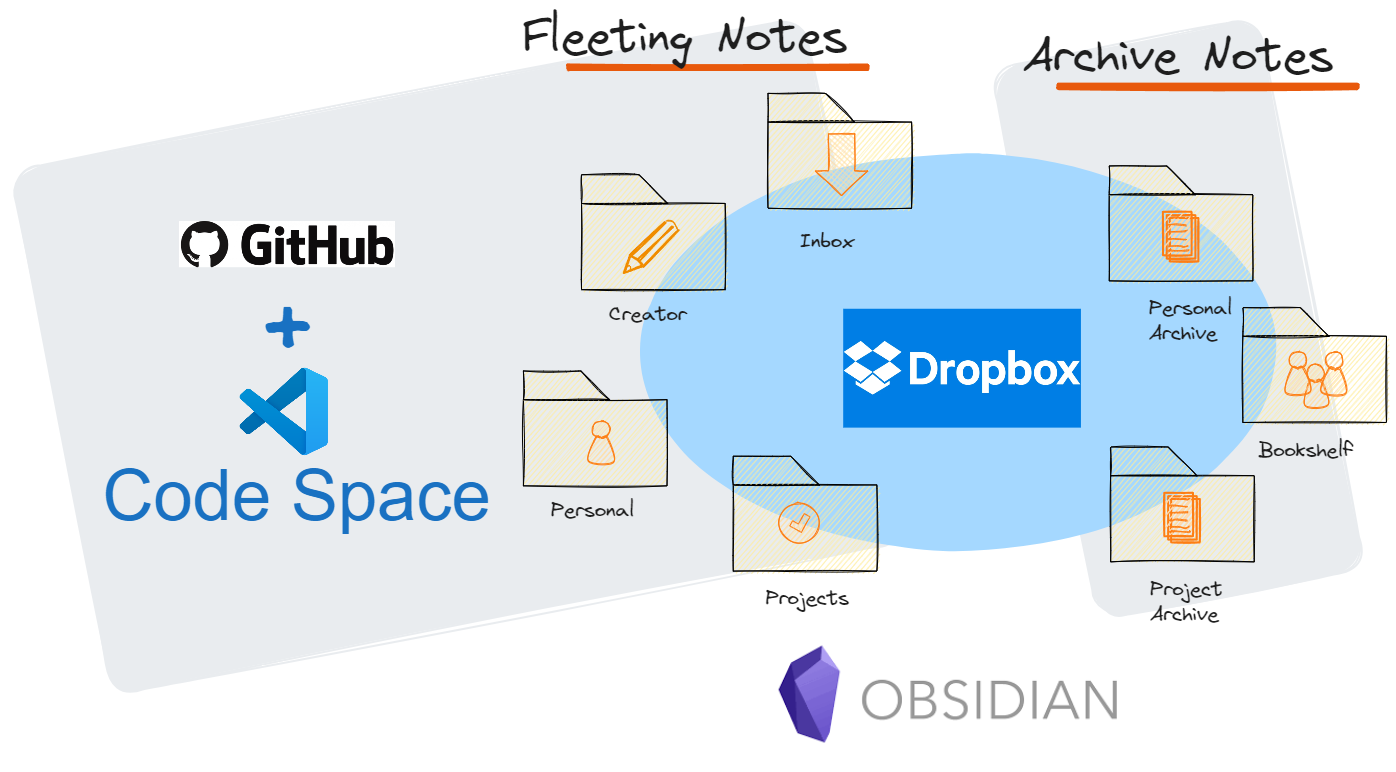 Fleeting Notes
Archive Notes
GitHub
+
Code Space
Inbox
Creator
Personal
Projects
Dropbox
Personal
Archive
Bookshelf
Project
Archive
OBSIDIAN